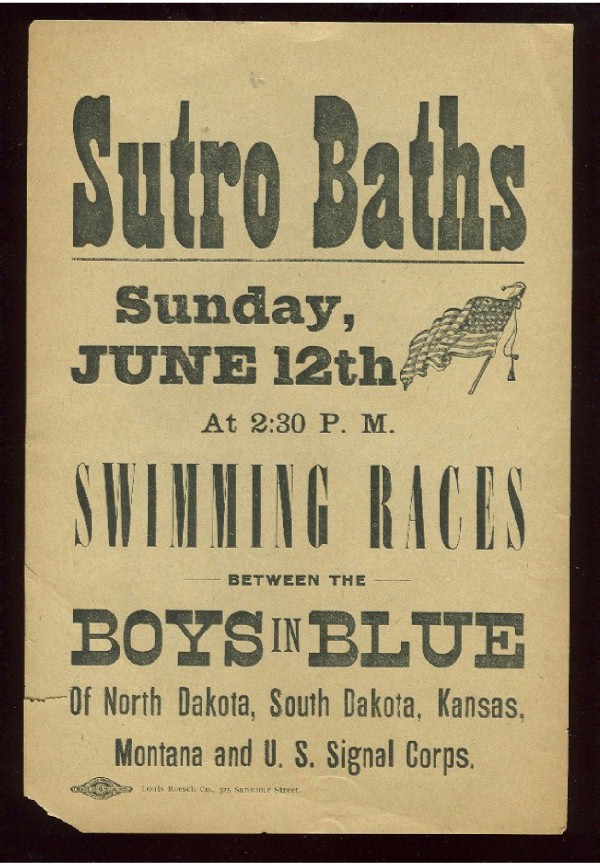 Sutro Baths
Sunday,
JUNE 12th
At 2:30 P. M.
SWIMMING RACES
BETWEEN THE
BOYS IN BLUE
Of North Dakota, South Dakota, Kansas,
Montana and U. S. Signal Corps.
Louis Roesch Co., 325 Sansome Street.